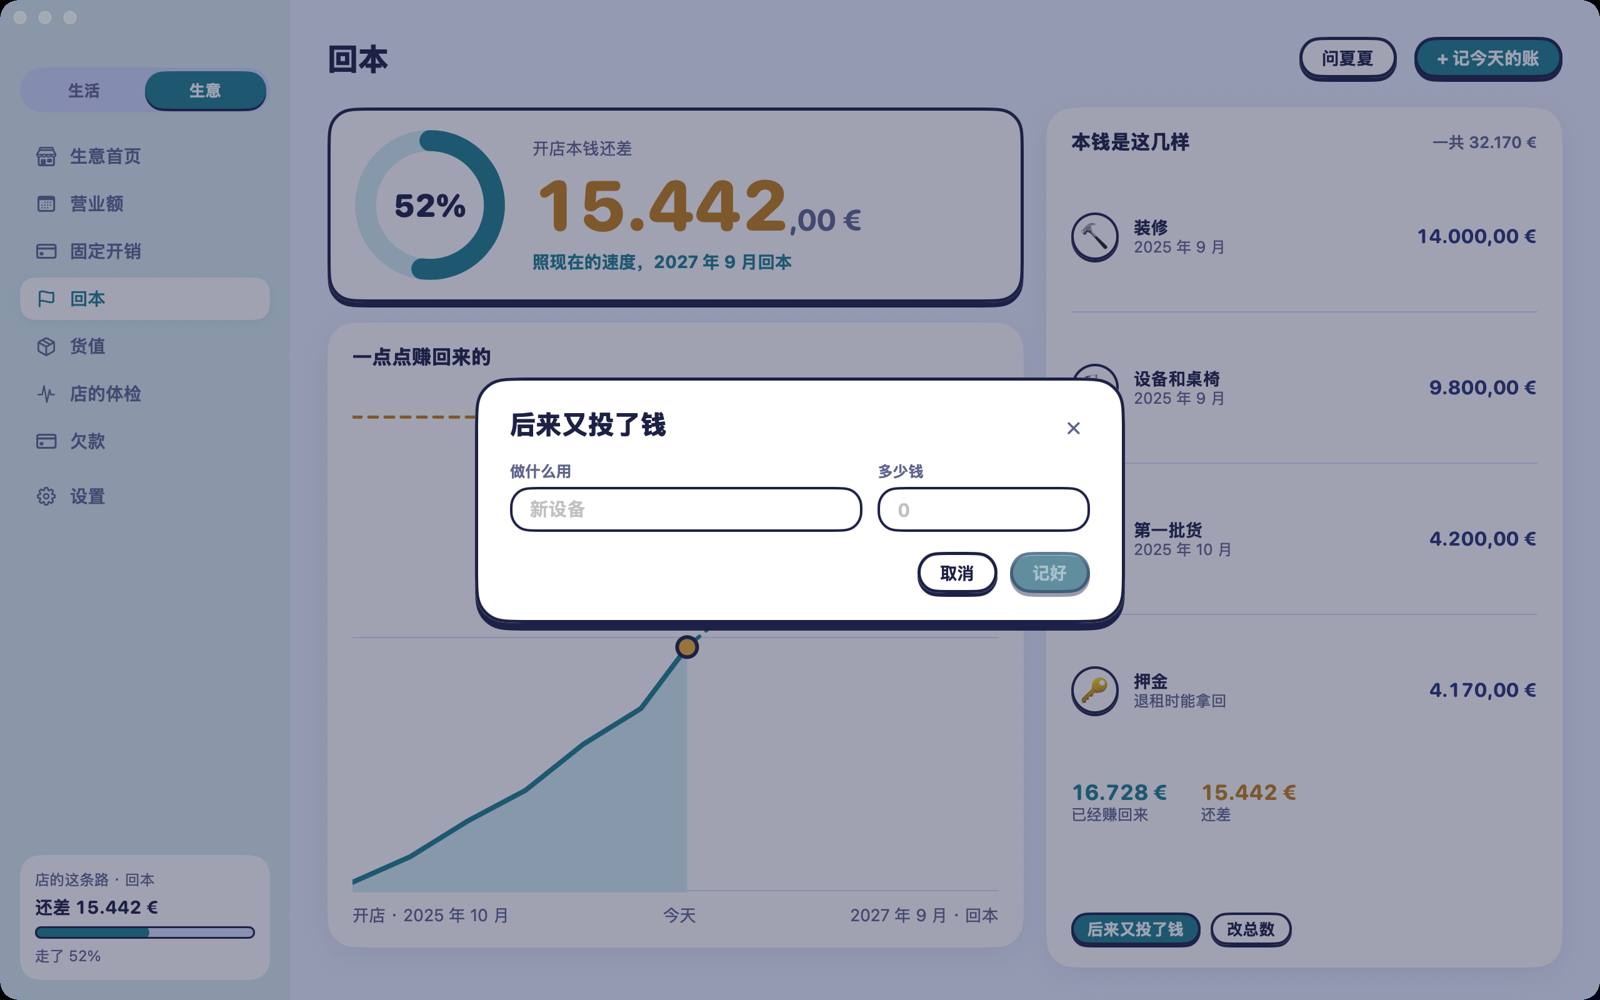 生活
生意
生意首页
营业额
固定开销
回本
货值
店的体检
欠款
设置
店的这条路 · 回本
还差 15.442 €
走了 52%
回本
问夏夏
+ 记今天的账
52%
开店本钱还差
15.442,00 €
照现在的速度，2027 年 9 月回本
一点点赚回来的
开店 · 2025 年 10 月
今天
2027 年 9 月 · 回本
后来又投了钱
×
做什么用
多少钱
新设备
0
取消
记好
本钱是这几样
一共 32.170 €
装修
2025 年 9 月
14.000,00 €
设备和桌椅
2025 年 9 月
9.800,00 €
第一批货
2025 年 10 月
4.200,00 €
押金
退租时能拿回
4.170,00 €
16.728 €
已经赚回来
15.442 €
还差
后来又投了钱
改总数